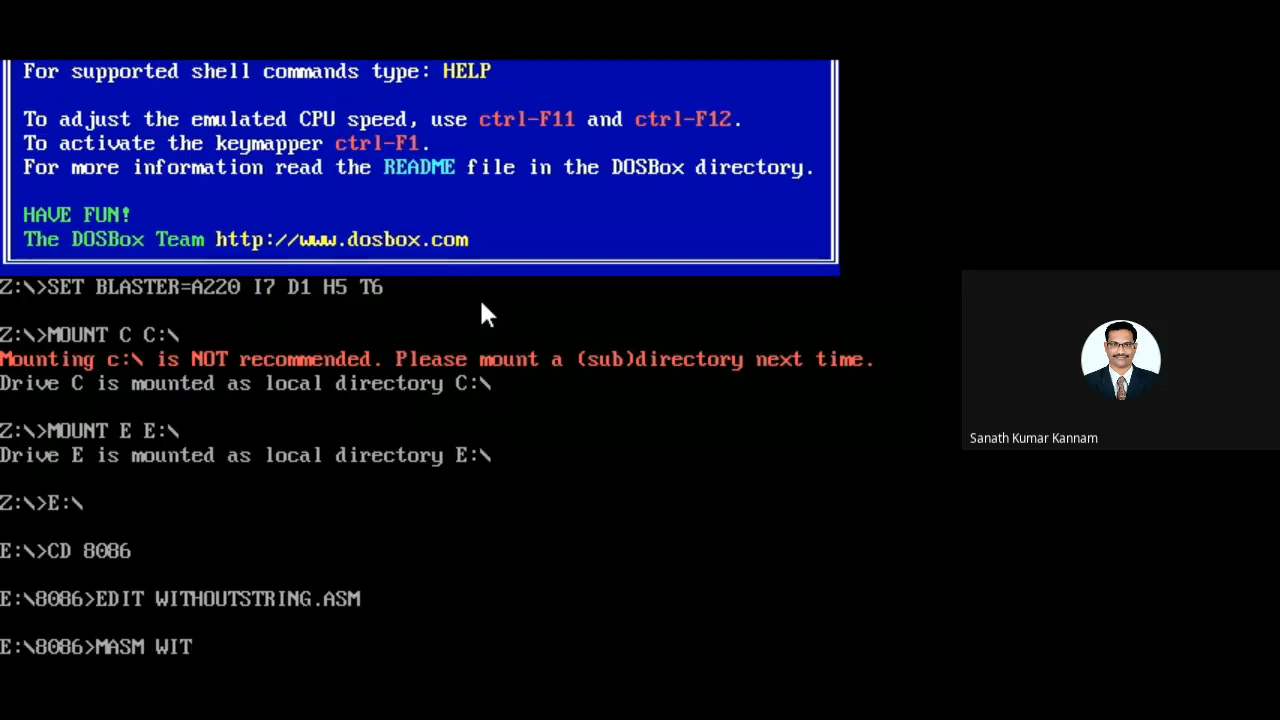 For supported shell commands type: HELP
To adjust the emulated CPU speed, use ctrl-F11 and ctrl-F12.
To activate the keymapper ctrl-F1.
For more information read the README file in the DOSBox directory.
HAVE FUN!
The DOSBox Team http://www.dosbox.com
Z:\>SET BLASTER=A220 I7 D1 H5 T6
Z:\>MOUNT C C:\
Mounting c:\ is NOT recommended. Please mount a (sub)directory next time.
Drive C is mounted as local directory C:\
Z:\>MOUNT E E:\
Drive E is mounted as local directory E:\
Z:\>E:\
E:\>CD 8086
E:\8086>EDIT WITHOUTSTRING.ASM
E:\8086>MASM WIT
Sanath Kumar Kannam